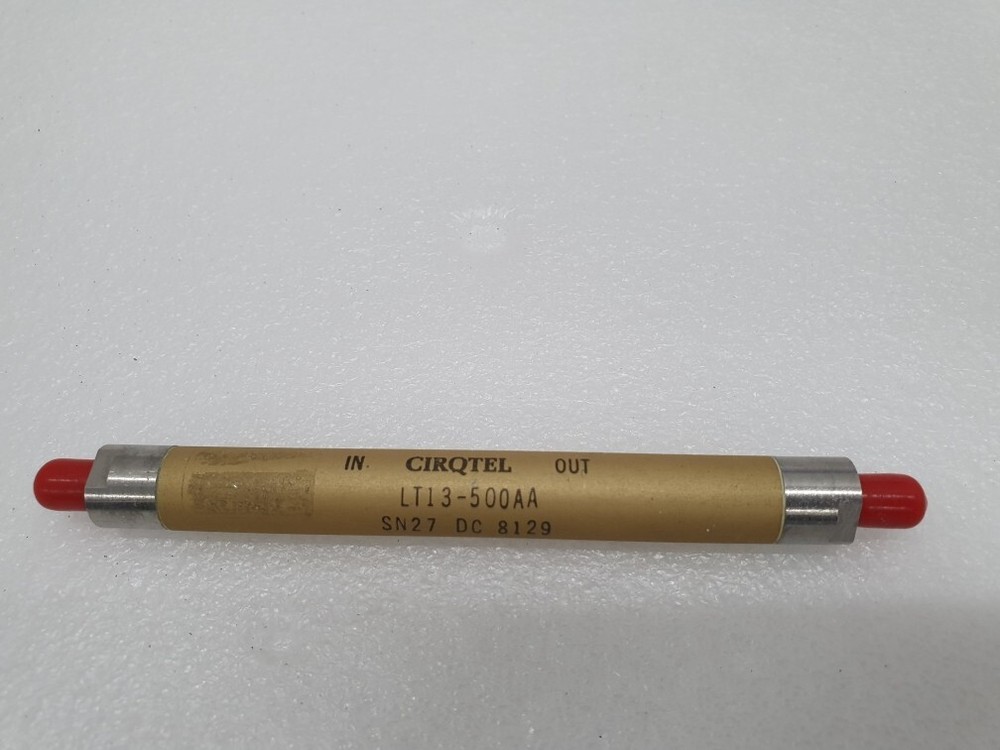 IN. CIRQTEL OUT
LT13-500AA
SN27 DC 8129